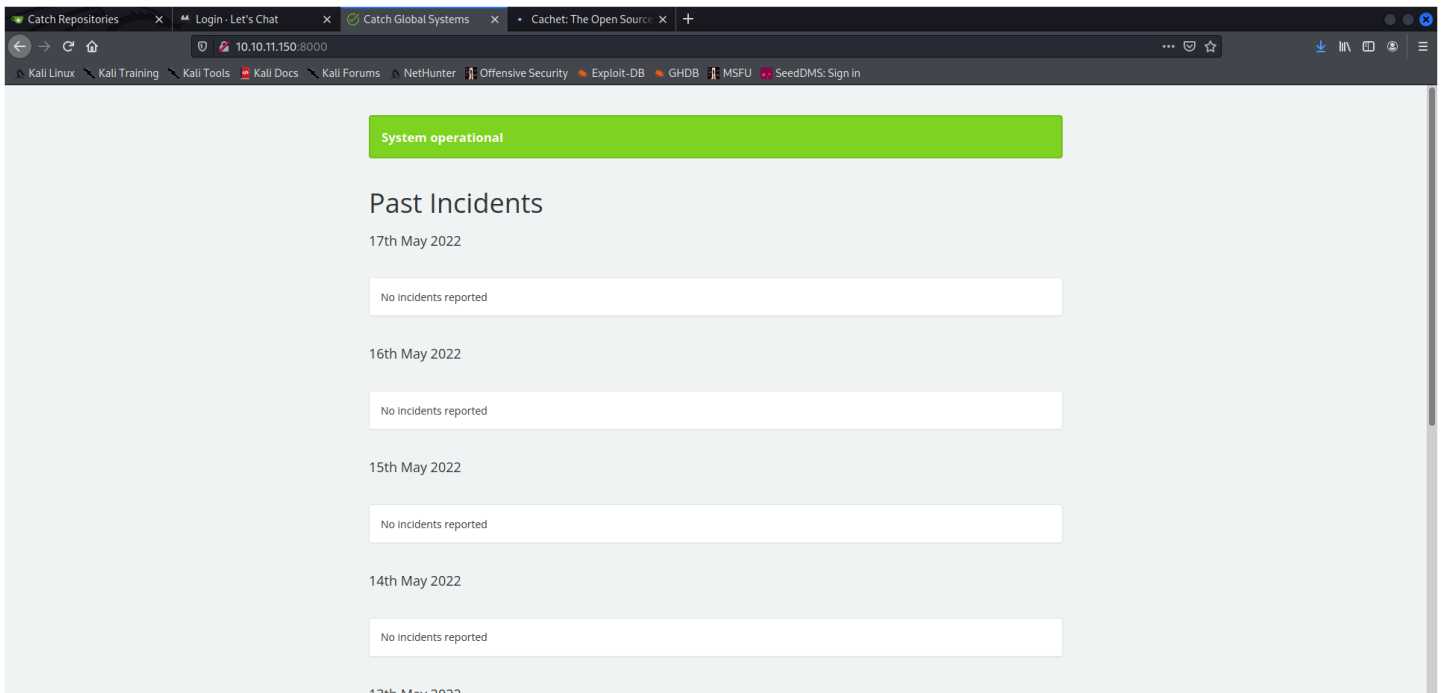 Catch Repositories
Login · Let's Chat
Catch Global Systems
Cachet: The Open Source
10.10.11.150:8000
Kali Linux Kali Training Kali Tools Kali Docs Kali Forums NetHunter Offensive Security Exploit-DB GHDB MSFU SeedDMS: Sign in
System operational
Past Incidents
17th May 2022
No incidents reported
16th May 2022
No incidents reported
15th May 2022
No incidents reported
14th May 2022
No incidents reported
13th May 2022